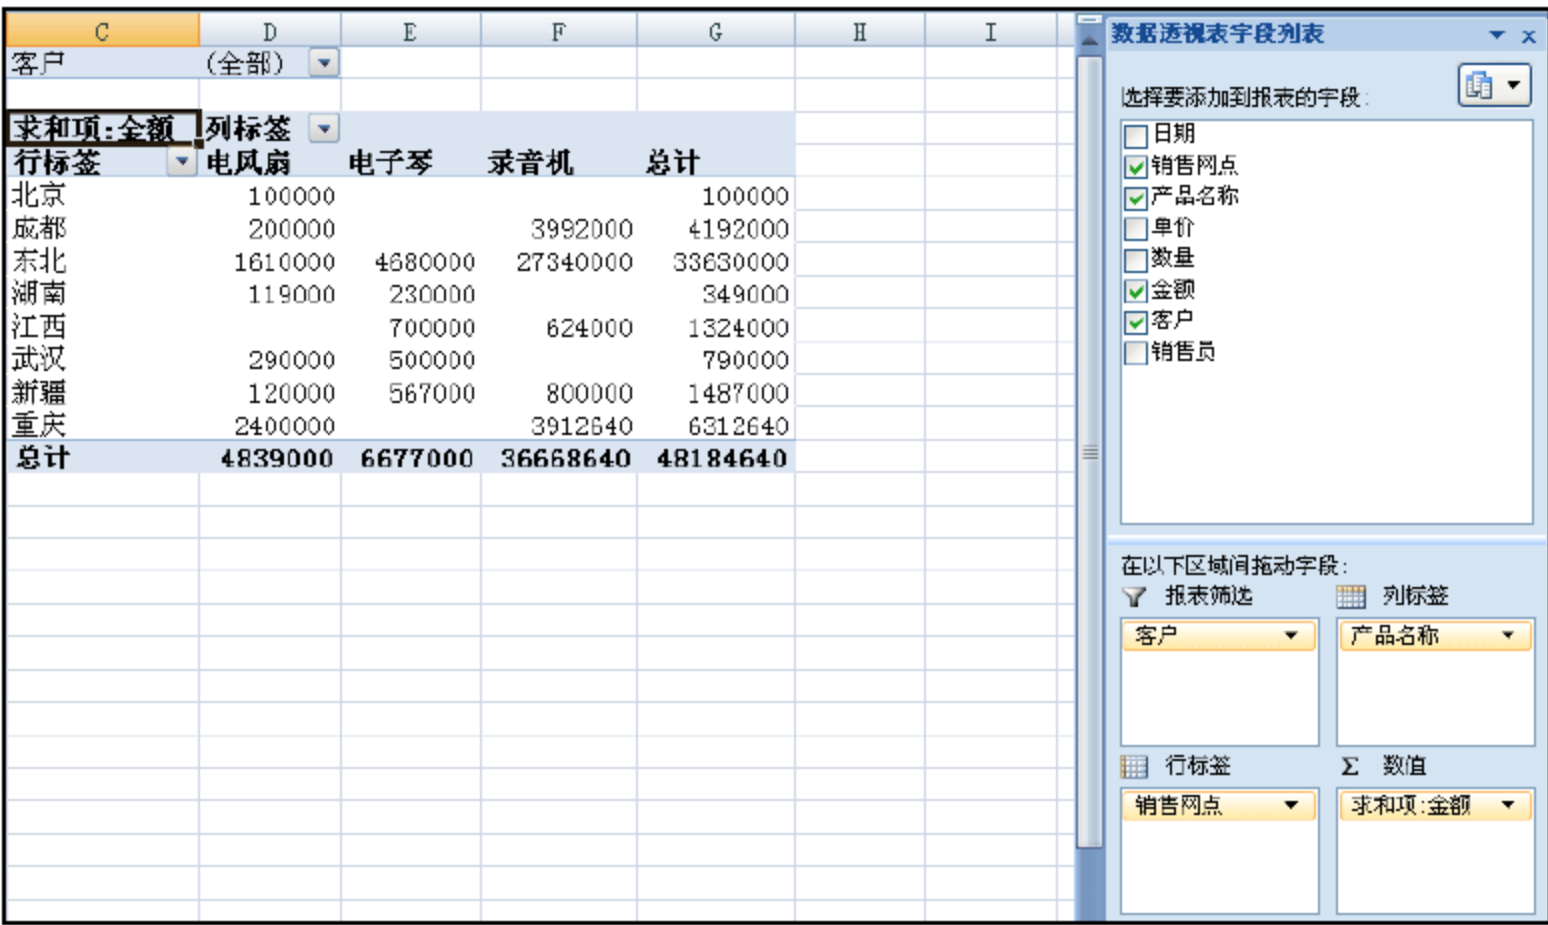 C D E F G H I
客户 (全部)
求和项:金额 列标签
行标签 电风扇 电子琴 录音机 总计
北京 100000 100000
成都 200000 3992000 4192000
东北 1610000 4680000 27340000 33630000
湖南 119000 230000 349000
江西 700000 624000 1324000
武汉 290000 500000 790000
新疆 120000 567000 800000 1487000
重庆 2400000 3912640 6312640
总计 4839000 6677000 36668640 48184640
数据透视表字段列表
选择要添加到报表的字段:
日期
销售网点
产品名称
单价
数量
金额
客户
销售员
在以下区域间拖动字段:
报表筛选 列标签
客户 产品名称
行标签 Σ 数值
销售网点 求和项:金额